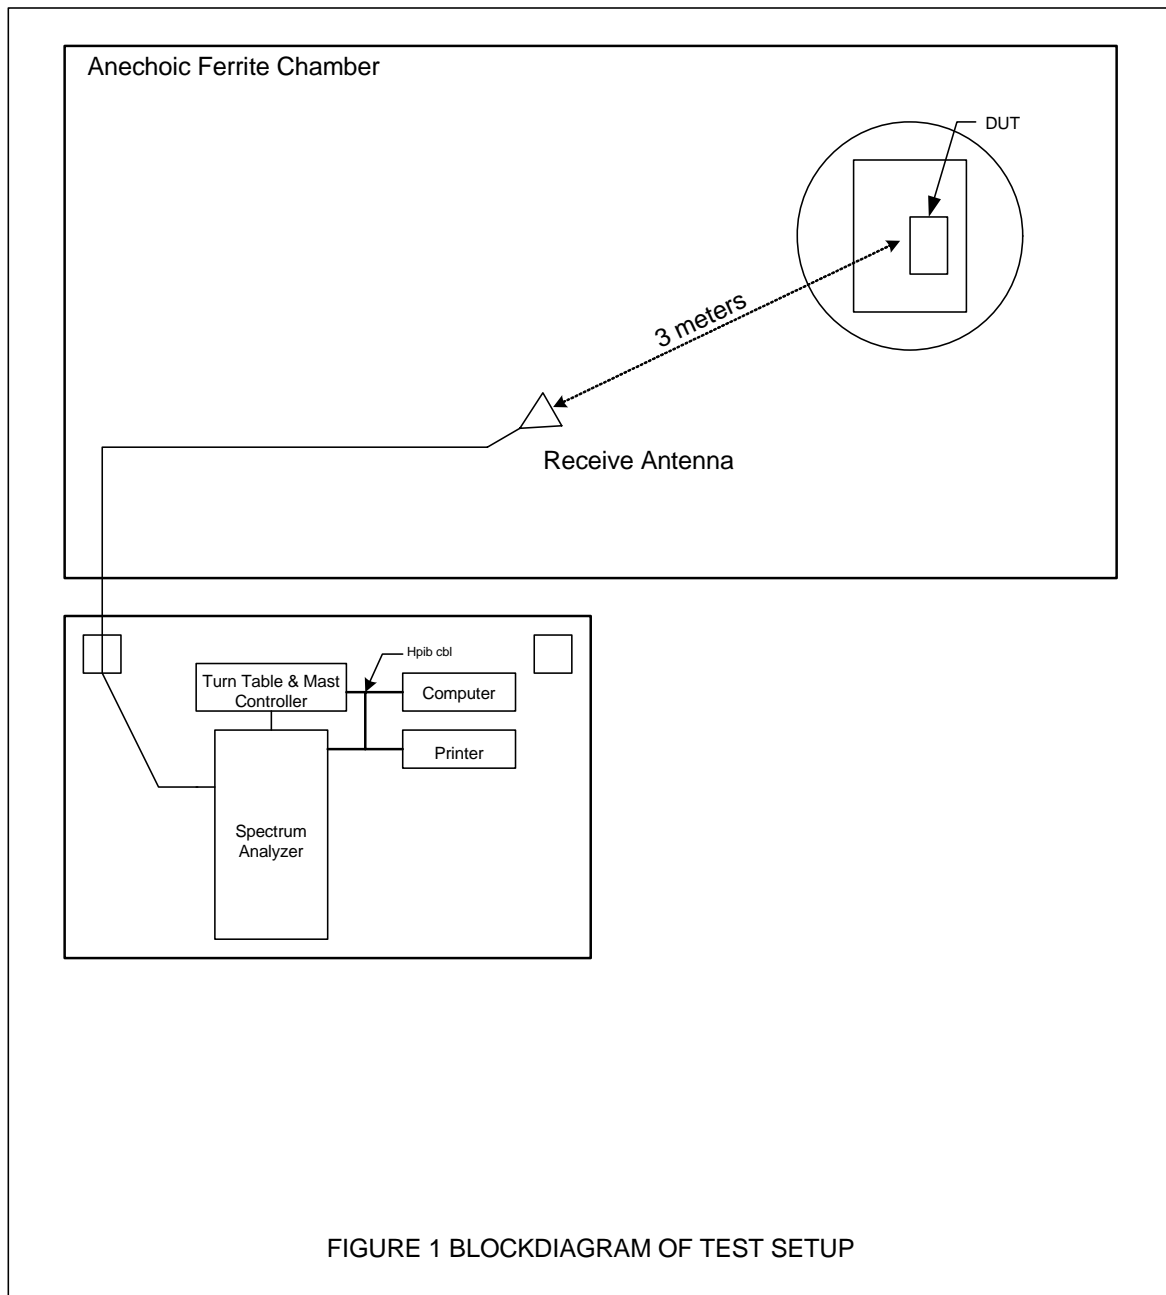 Anechoic Ferrite Chamber
DUT
3 meters
Receive Antenna
Hpib cbl
Turn Table & Mast
Controller
Computer
Printer
Spectrum
Analyzer
FIGURE 1 BLOCKDIAGRAM OF TEST SETUP